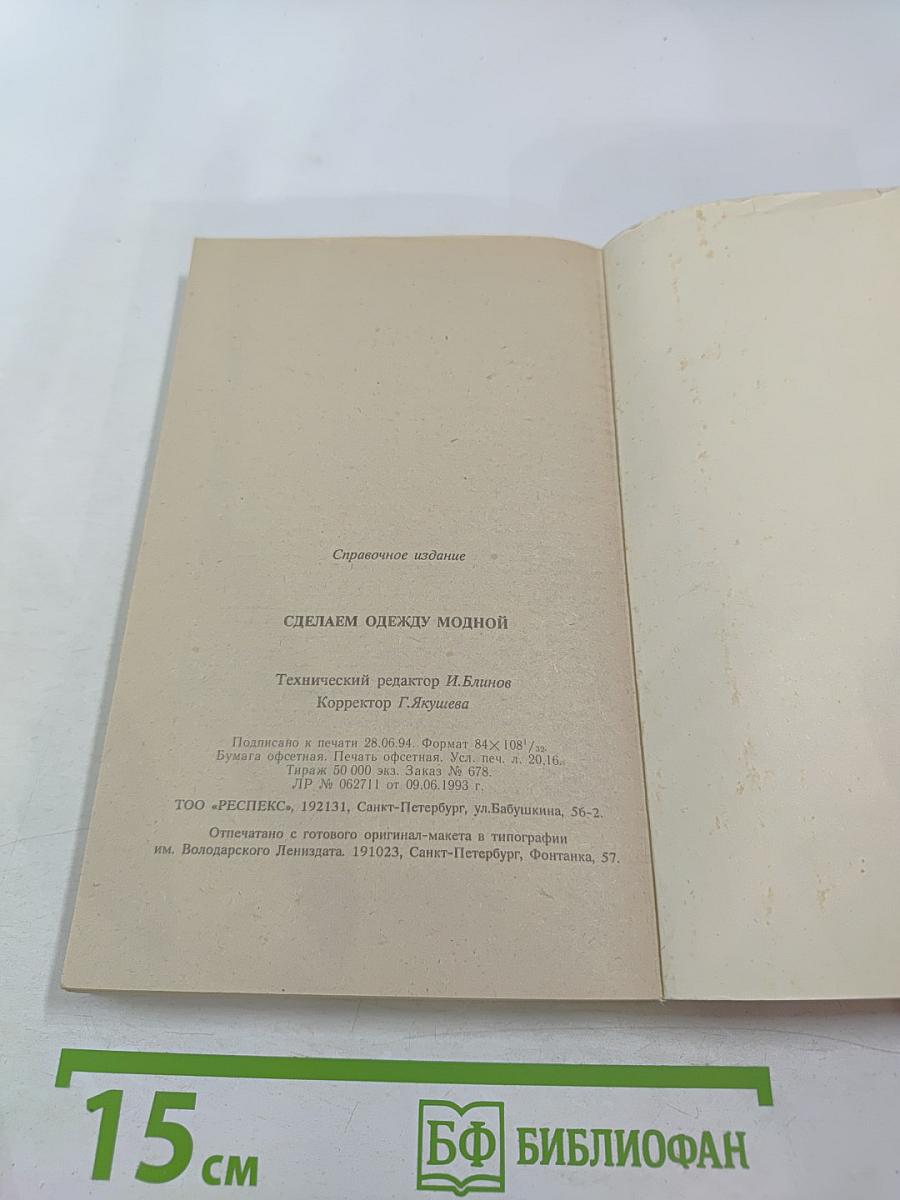 Справочное издание
СДЕЛАЕМ ОДЕЖДУ МОДНОЙ
Технический редактор И.Блинов
Корректор Г.Якушева
Подписано к печати 28.06.94. Формат 84×108¹/₃₂.
Бумага офсетная. Печать офсетная. Усл. печ. л. 20,16.
Тираж 50 000 экз. Заказ № 678.
ЛР № 062711 от 09.06.1993 г.
ТОО «РЕСПЕКС», 192131, Санкт-Петербург, ул.Бабушкина, 56-2.
Отпечатано с готового оригинал-макета в типографии
им. Володарского Лениздата. 191023, Санкт-Петербург, Фонтанка, 57.
15 см
БФ БИБЛИОФАН